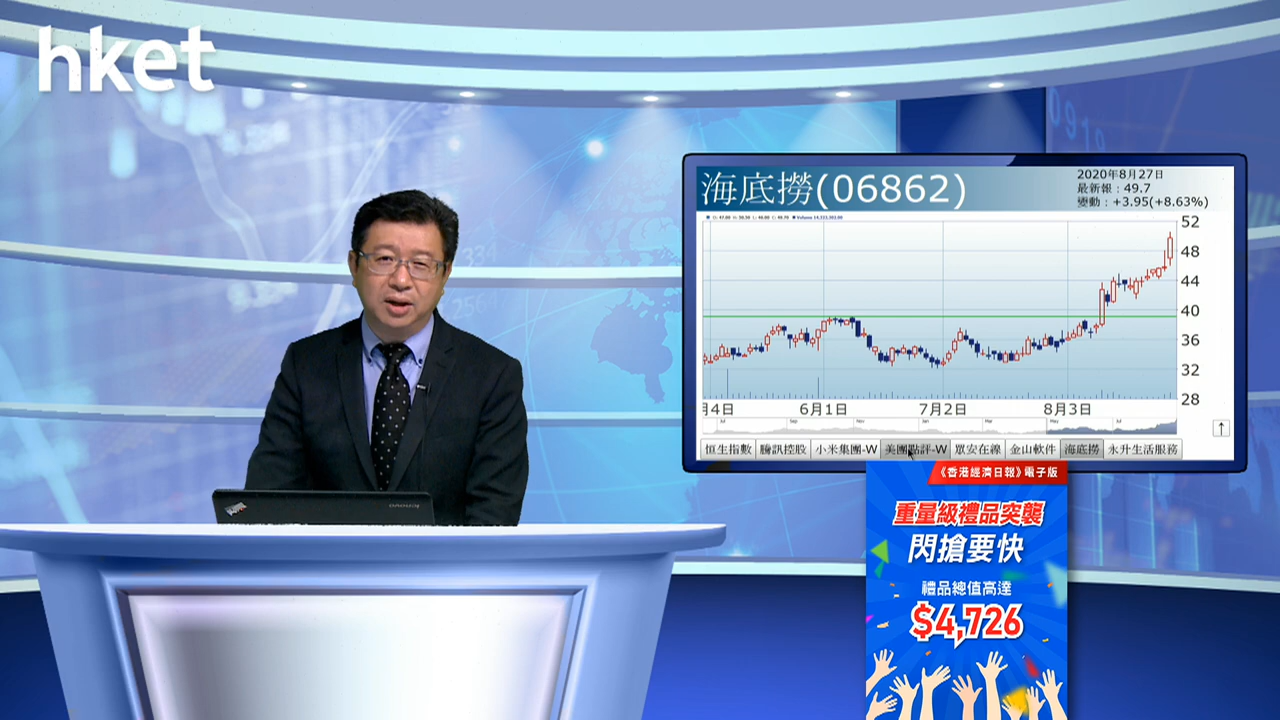 hket
海底撈(06862)
2020年8月27日
最新報：49.7
變動：+3.95(+8.63%)
52
48
44
40
36
32
28
月4日
6月1日
7月2日
8月3日
恒生指數 騰訊控股 小米集團-W 美團點評-W 眾安在線 金山軟件 海底撈 永升生活服務
《香港經濟日報》電子版
重量級禮品突襲
閃搶要快
禮品總值高達
$4,726
lenovo